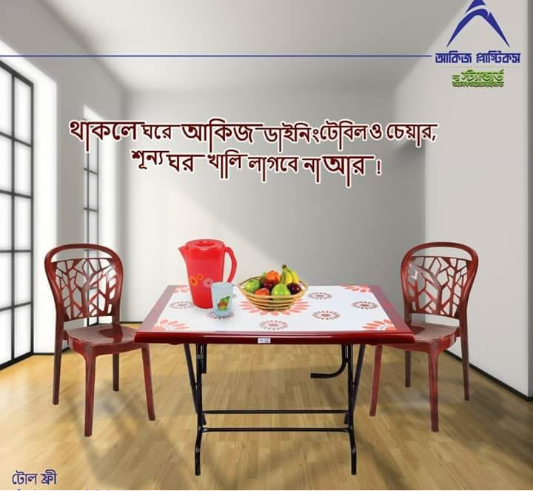 আকিজ প্লাস্টিকস
দ্য স্ট্যান্ডার্ড
থাকলে ঘরে আকিজ ডাইনিং টেবিল ও চেয়ার,
শূন্য ঘর খালি লাগবে না আর !
টোল ফ্রী